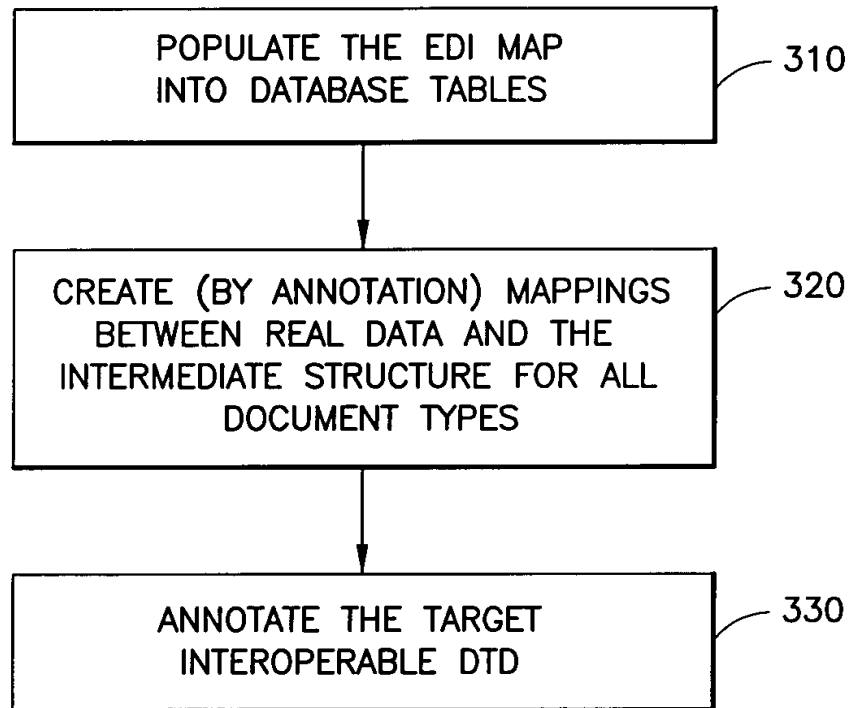 POPULATE THE EDI MAP
INTO DATABASE TABLES
310
CREATE (BY ANNOTATION) MAPPINGS
BETWEEN REAL DATA AND THE
INTERMEDIATE STRUCTURE FOR ALL
DOCUMENT TYPES
320
ANNOTATE THE TARGET
INTEROPERABLE DTD
330